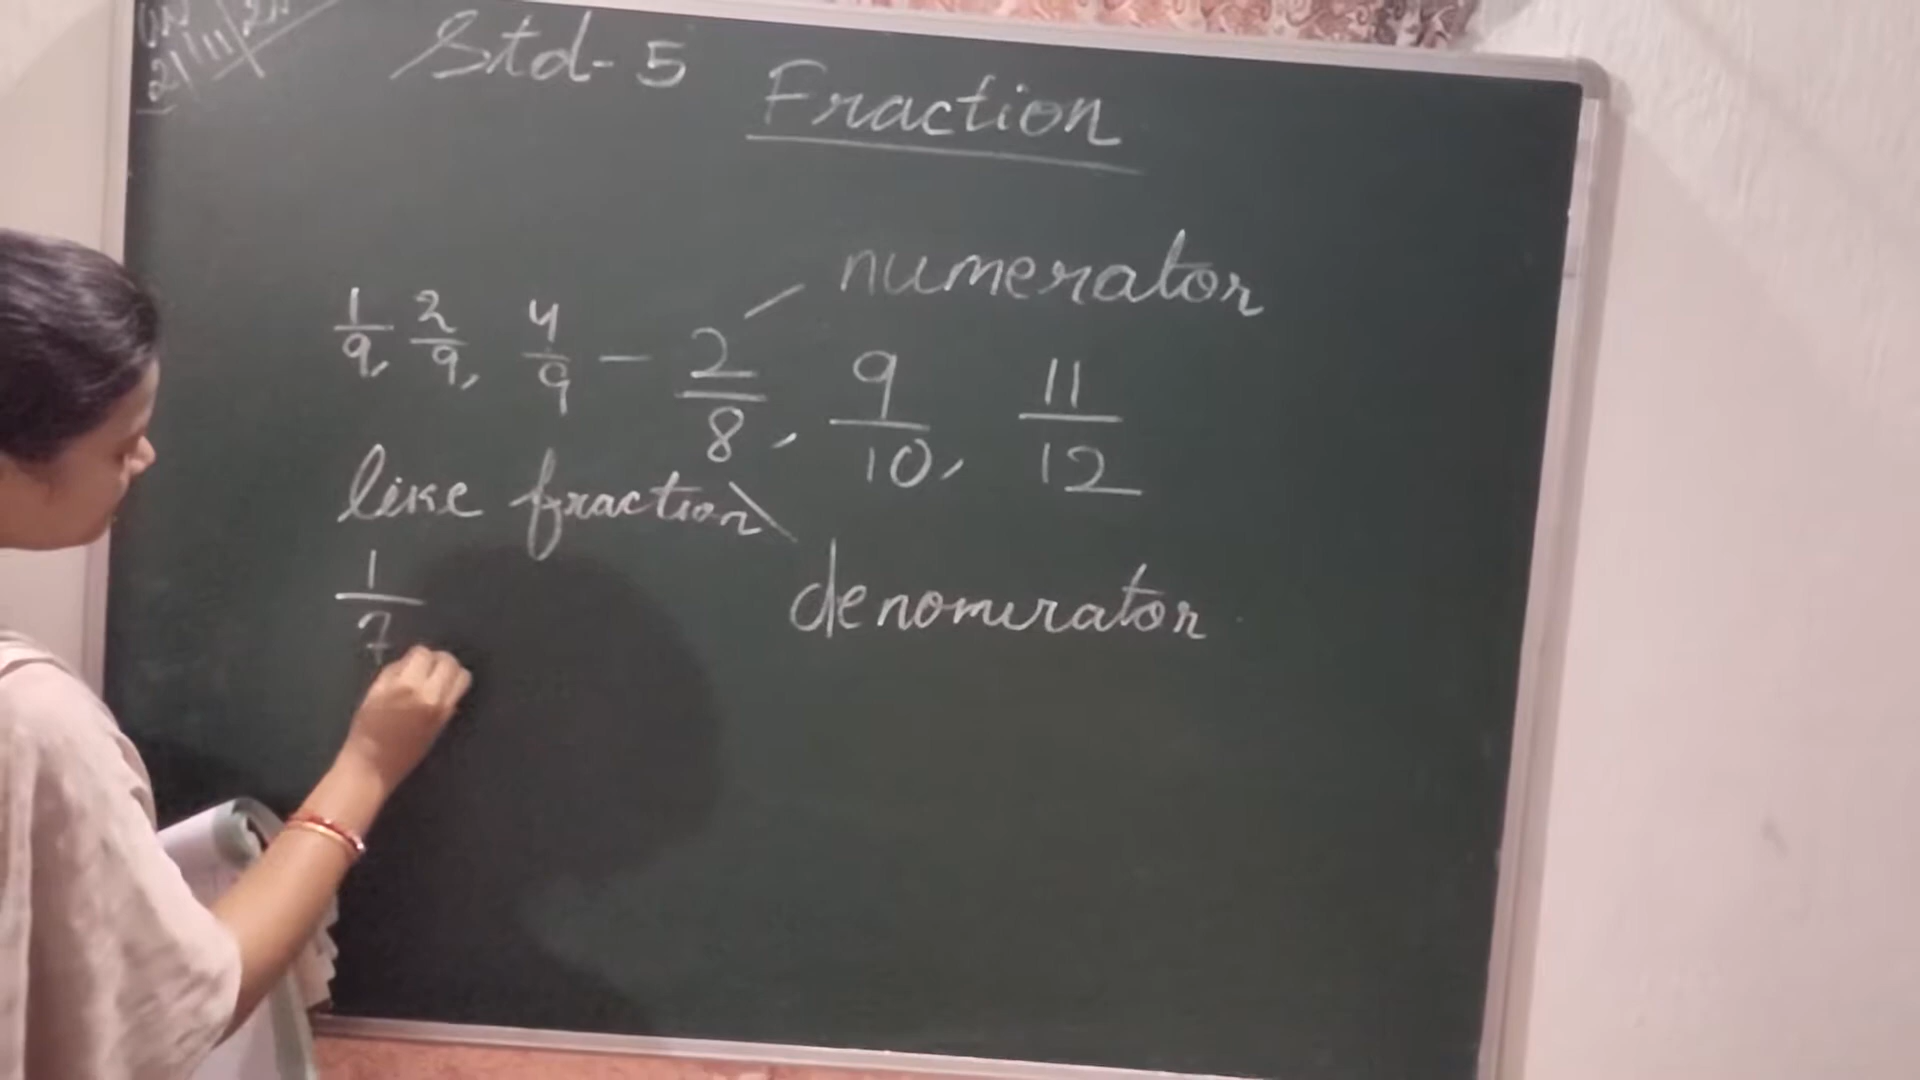 Std-5
Fraction
numerator
1/9, 2/9, 4/9 — 2/8, 9/10, 11/12
like fraction
denomirator
1/7